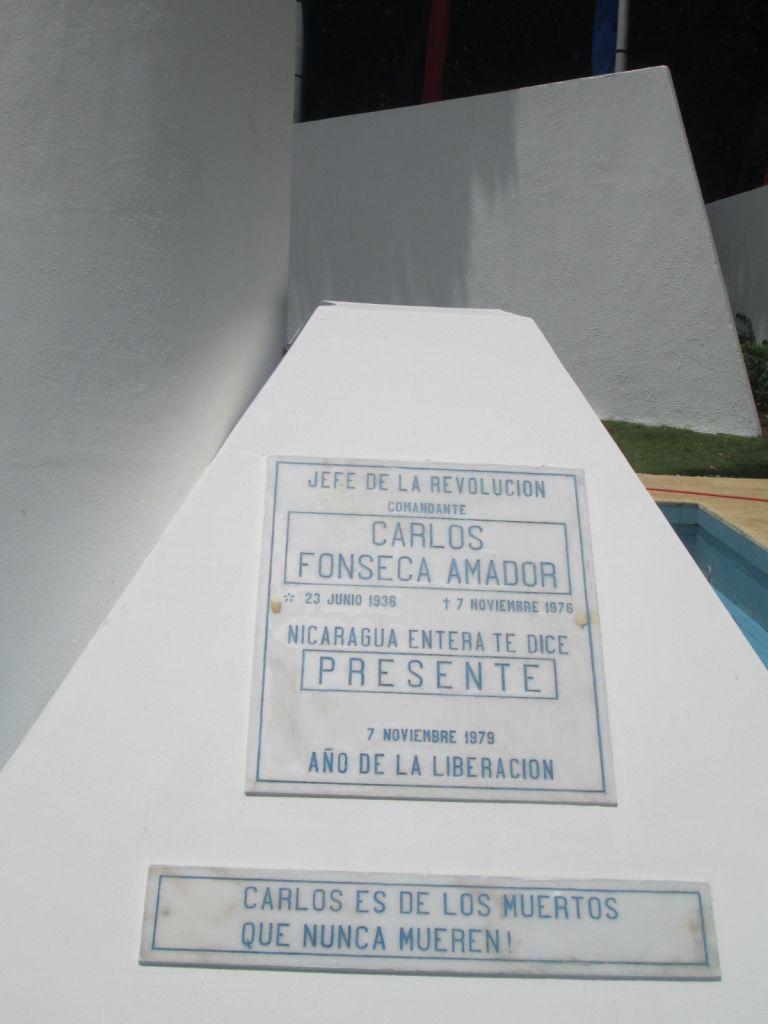 JEFE DE LA REVOLUCION
COMANDANTE
CARLOS
FONSECA AMADOR
* 23 JUNIO 1936 † 7 NOVIEMBRE 1976
NICARAGUA ENTERA TE DICE
PRESENTE
7 NOVIEMBRE 1979
AÑO DE LA LIBERACION
CARLOS ES DE LOS MUERTOS
QUE NUNCA MUEREN!